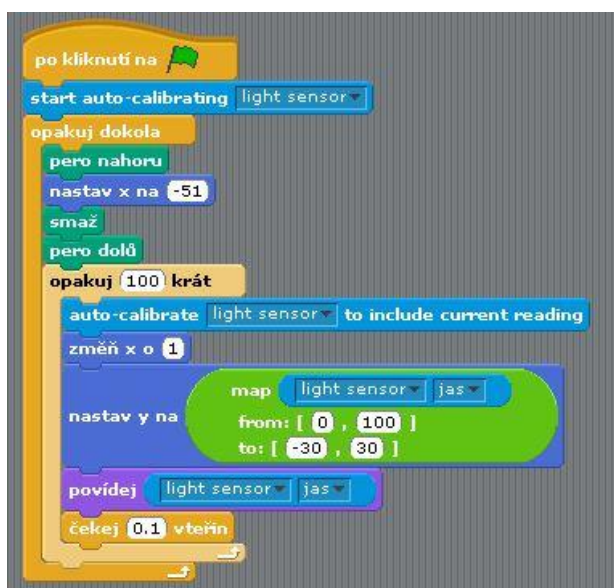 po kliknutí na
start auto-calibrating light sensor
opakuj dokola
pero nahoru
nastav x na -51
smaž
pero dolů
opakuj 100 krát
auto-calibrate light sensor to include current reading
změň x o 1
nastav y na map light sensor jas
from: [ 0 , 100 ]
to: [ -30 , 30 ]
povídej light sensor jas
čekej 0.1 vteřin